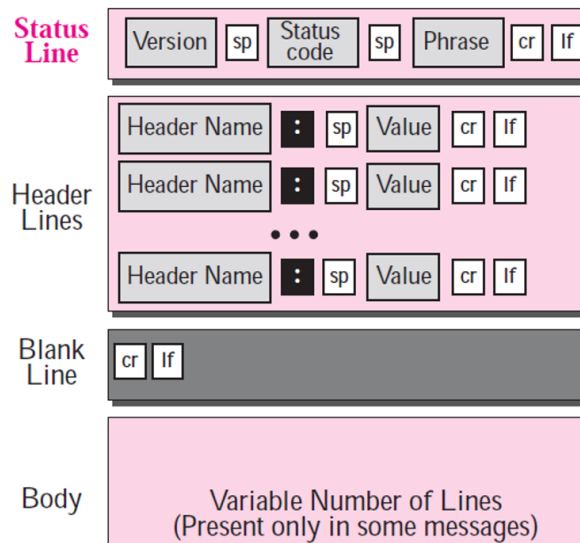 Status Line
Version sp Status code sp Phrase cr lf
Header Lines
Header Name : sp Value cr lf
Header Name : sp Value cr lf
•••
Header Name : sp Value cr lf
Blank Line
cr lf
Body
Variable Number of Lines
(Present only in some messages)